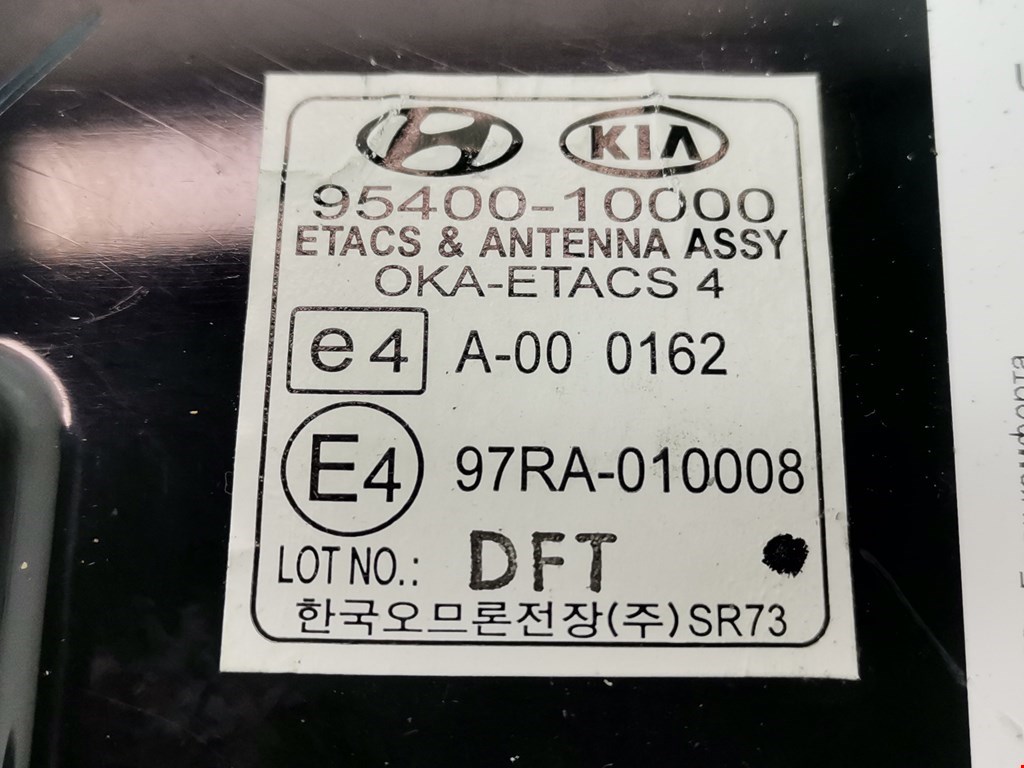 KIA
95400-10000
ETACS & ANTENNA ASSY
OKA-ETACS 4
e4 A-00 0162
E4 97RA-010008
LOT NO.: DFT
한국오므론전장(주)SR73